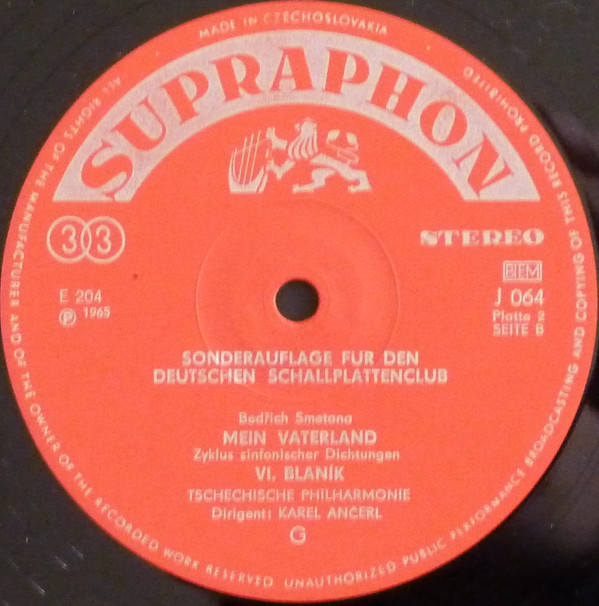 MADE IN CZECHOSLOVAKIA
ALL RIGHTS OF THE MANUFACTURER AND OF THE OWNER OF THE RECORDED WORK RESERVED UNAUTHORIZED PUBLIC PERFORMANCE BROADCASTING AND COPYING OF THIS RECORD PROHIBITED
SUPRAPHON
33
STEREO
BIEM
E 204
J 064
℗ 1965
Platte 2
SEITE B
SONDERAUFLAGE FUR DEN
DEUTSCHEN SCHALLPLATTENCLUB
Bedřich Smetana
MEIN VATERLAND
Zyklus sinfonischer Dichtungen
VI. BLANÍK
TSCHECHISCHE PHILHARMONIE
Dirigent: KAREL ANČERL
G